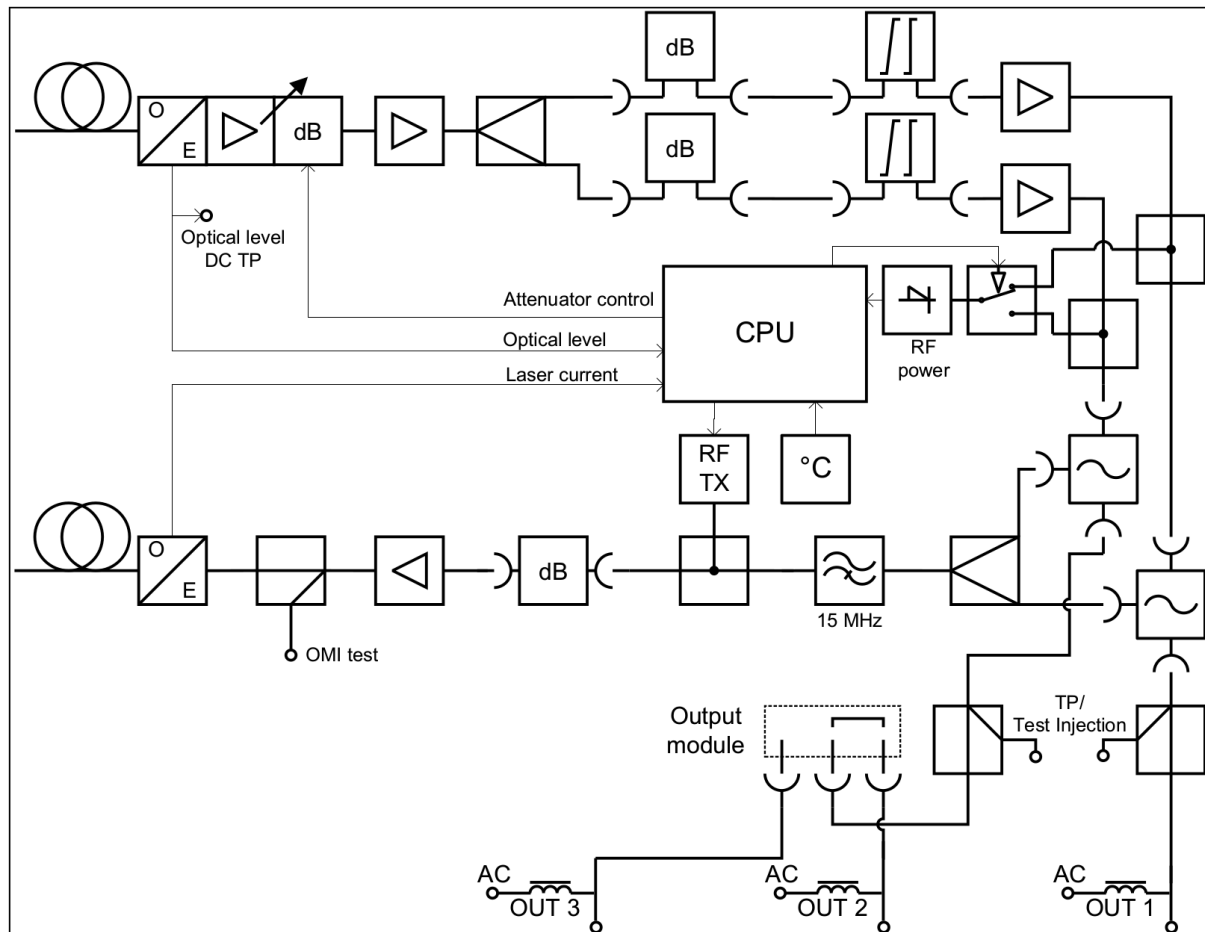 dB
O
E
dB
dB
Optical level
DC TP
Attenuator control
CPU
Optical level
RF
power
Laser current
RF
TX
°C
O
E
dB
15 MHz
OMI test
Output
module
TP/
Test Injection
AC
OUT 3
AC
OUT 2
AC
OUT 1